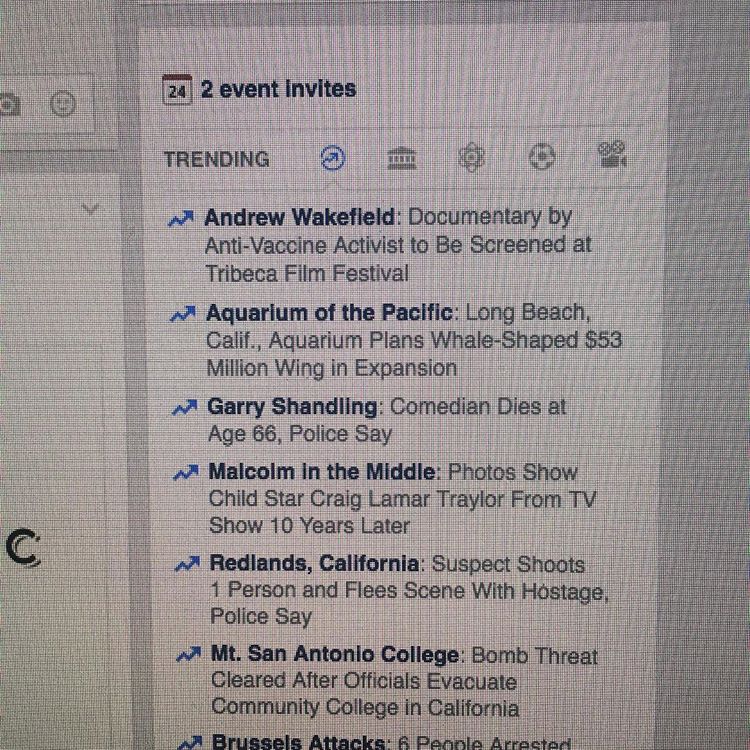 24 2 event invites
TRENDING
Andrew Wakefield: Documentary by
Anti-Vaccine Activist to Be Screened at
Tribeca Film Festival
Aquarium of the Pacific: Long Beach,
Calif., Aquarium Plans Whale-Shaped $53
Million Wing in Expansion
Garry Shandling: Comedian Dies at
Age 66, Police Say
Malcolm in the Middle: Photos Show
Child Star Craig Lamar Traylor From TV
Show 10 Years Later
Redlands, California: Suspect Shoots
1 Person and Flees Scene With Hostage,
Police Say
Mt. San Antonio College: Bomb Threat
Cleared After Officials Evacuate
Community College in California
Brussels Attacks: 6 People Arrested